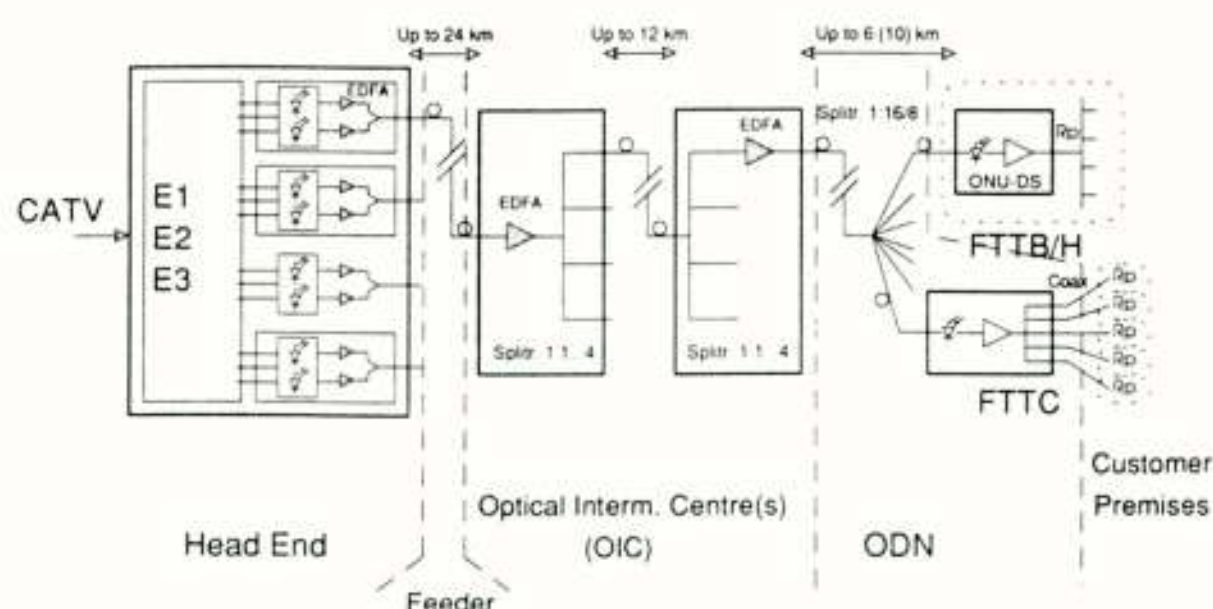 Up to 24 km
Up to 12 km
Up to 6 (10) km
EDFA
Splitr 1:16/8
EDFA
Rp
ONU-DS
CATV
E1
E2
E3
EDFA
FTTB/H
Coax
Rp
Rp
Rp
Rp
Rp
Splitr 1 1 4
Splitr 1 1 4
FTTC
Customer
Premises
Optical Interm. Centre(s)
(OIC)
Head End
ODN
Feeder